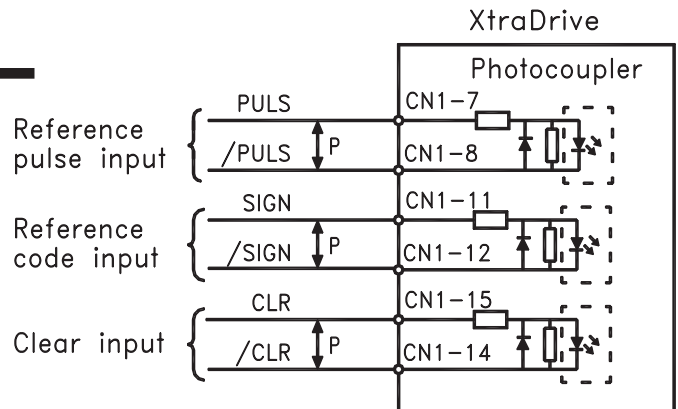 XtraDrive
Photocoupler
PULS
CN1-7
Reference
pulse input
P
/PULS
CN1-8
SIGN
CN1-11
Reference
code input
P
/SIGN
CN1-12
CLR
CN1-15
Clear input
P
/CLR
CN1-14